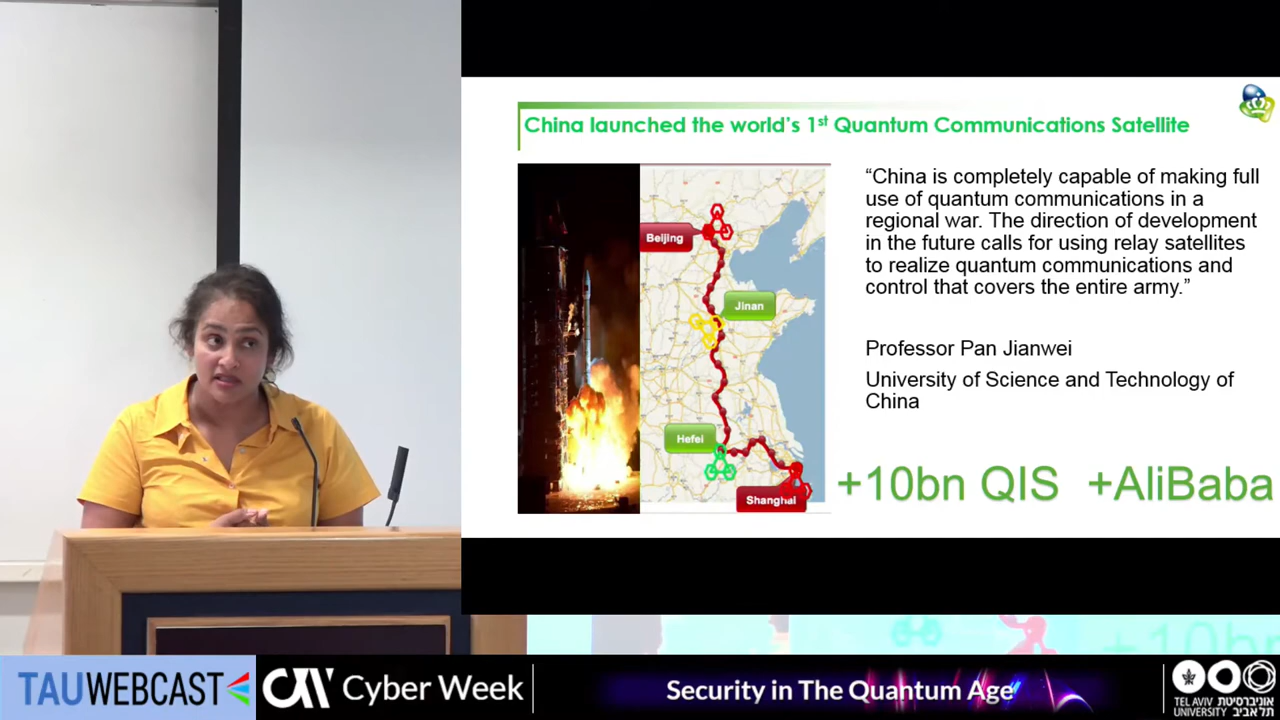 China launched the world's 1st Quantum Communications Satellite
“China is completely capable of making full
use of quantum communications in a
regional war. The direction of development
in the future calls for using relay satellites
to realize quantum communications and
control that covers the entire army.”
Beijing
Jinan
Hefei
Shanghai
Professor Pan Jianwei
University of Science and Technology of
China
+10bn QIS +AliBaba
+10bn
TAUWEBCAST
Cyber Week
Security in The Quantum Age
TEL AVIV אוניברסיטת
UNIVERSITY תל אביב